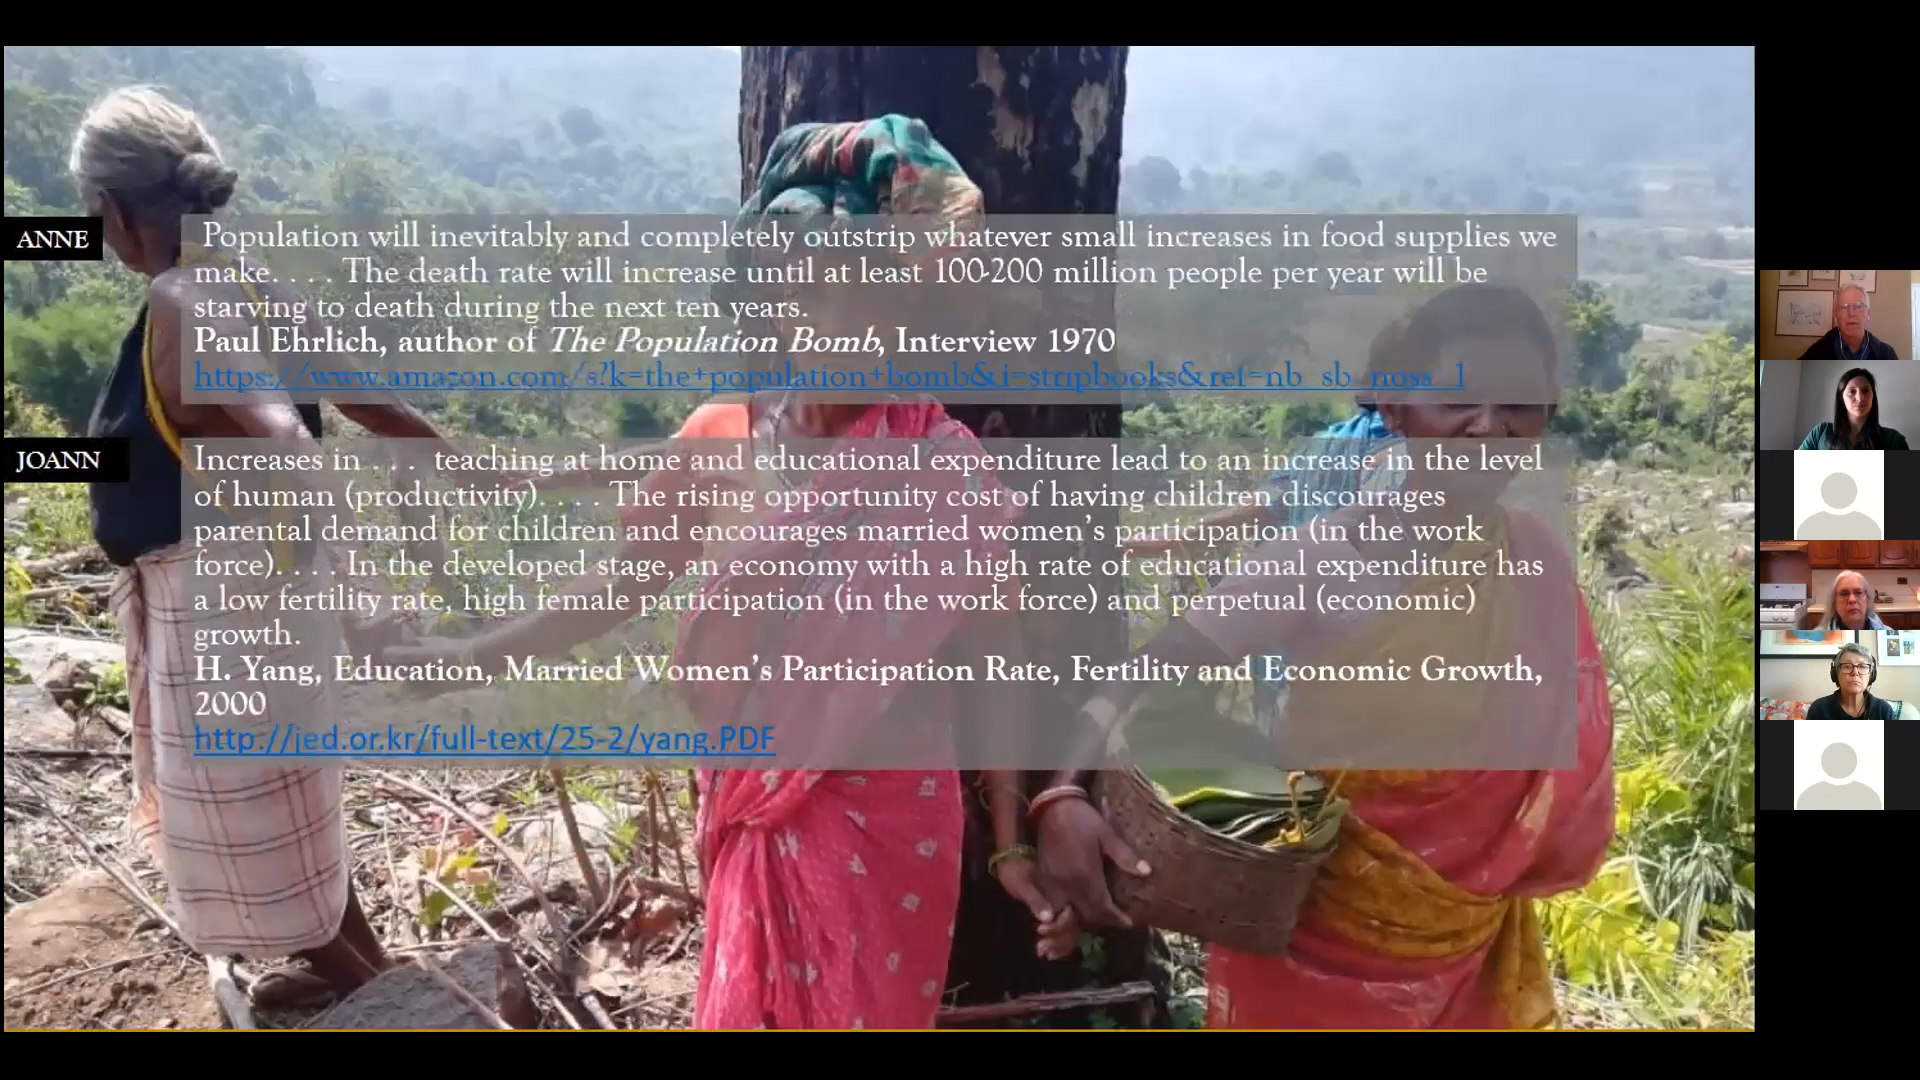 ANNE
Population will inevitably and completely outstrip whatever small increases in food supplies we
make. . . . The death rate will increase until at least 100-200 million people per year will be
starving to death during the next ten years.
Paul Ehrlich, author of The Population Bomb, Interview 1970
https://www.amazon.com/s?k=the+population+bomb&i=stripbooks&ref=nb_sb_noss_1
JOANN
Increases in . . . teaching at home and educational expenditure lead to an increase in the level
of human (productivity). . . . The rising opportunity cost of having children discourages
parental demand for children and encourages married women's participation (in the work
force). . . . In the developed stage, an economy with a high rate of educational expenditure has
a low fertility rate, high female participation (in the work force) and perpetual (economic)
growth.
H. Yang, Education, Married Women's Participation Rate, Fertility and Economic Growth,
2000
http://jed.or.kr/full-text/25-2/yang.PDF